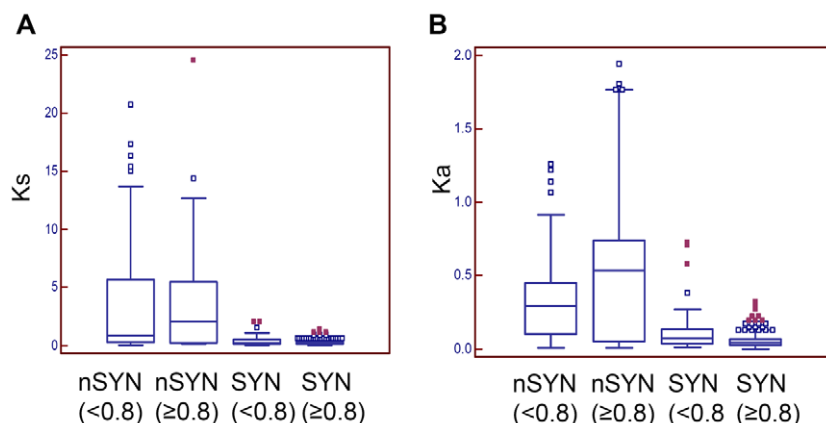 A
B
Ks
25
20
15
10
5
0
nSYN nSYN SYN SYN
(<0.8) (≥0.8) (<0.8) (≥0.8)
Ka
2.0
1.5
1.0
0.5
0.0
nSYN nSYN SYN SYN
(<0.8) (≥0.8) (<0.8 (≥0.8)